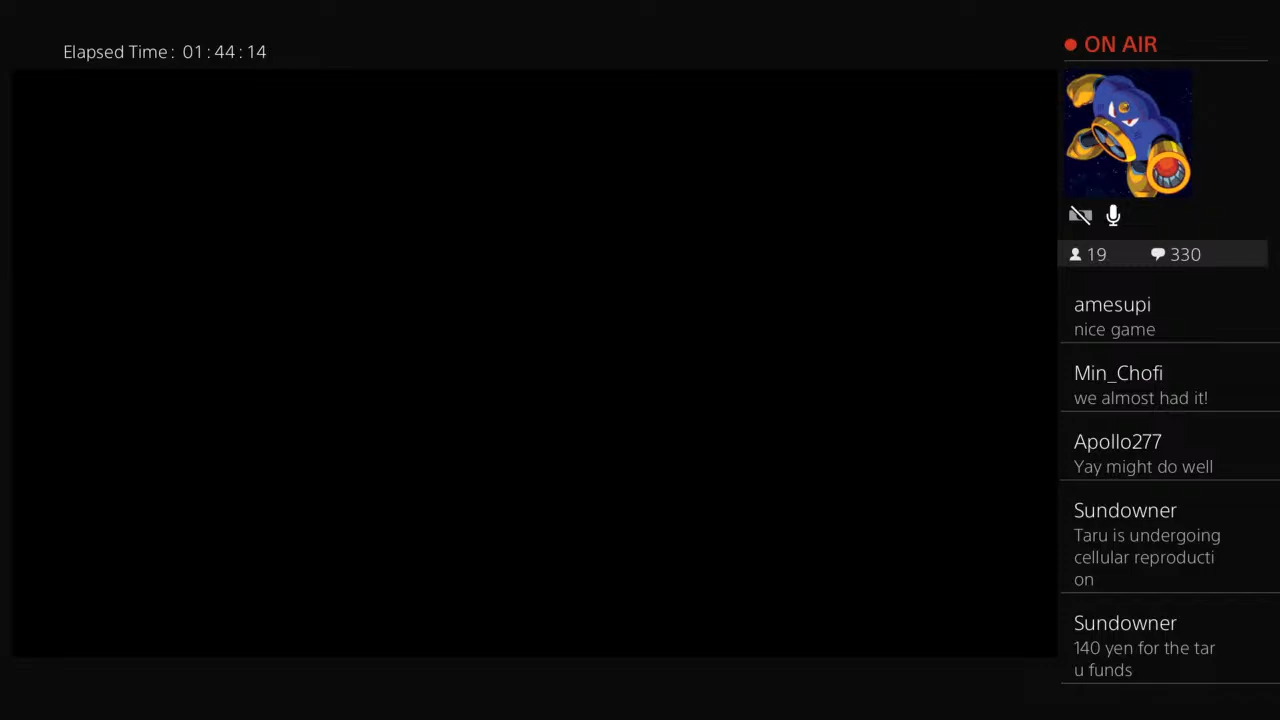 Elapsed Time: 01:44:14
ON AIR
19 330
amesupi
nice game
Min_Chofi
we almost had it!
Apollo277
Yay might do well
Sundowner
Taru is undergoing
cellular reproducti
on
Sundowner
140 yen for the tar
u funds